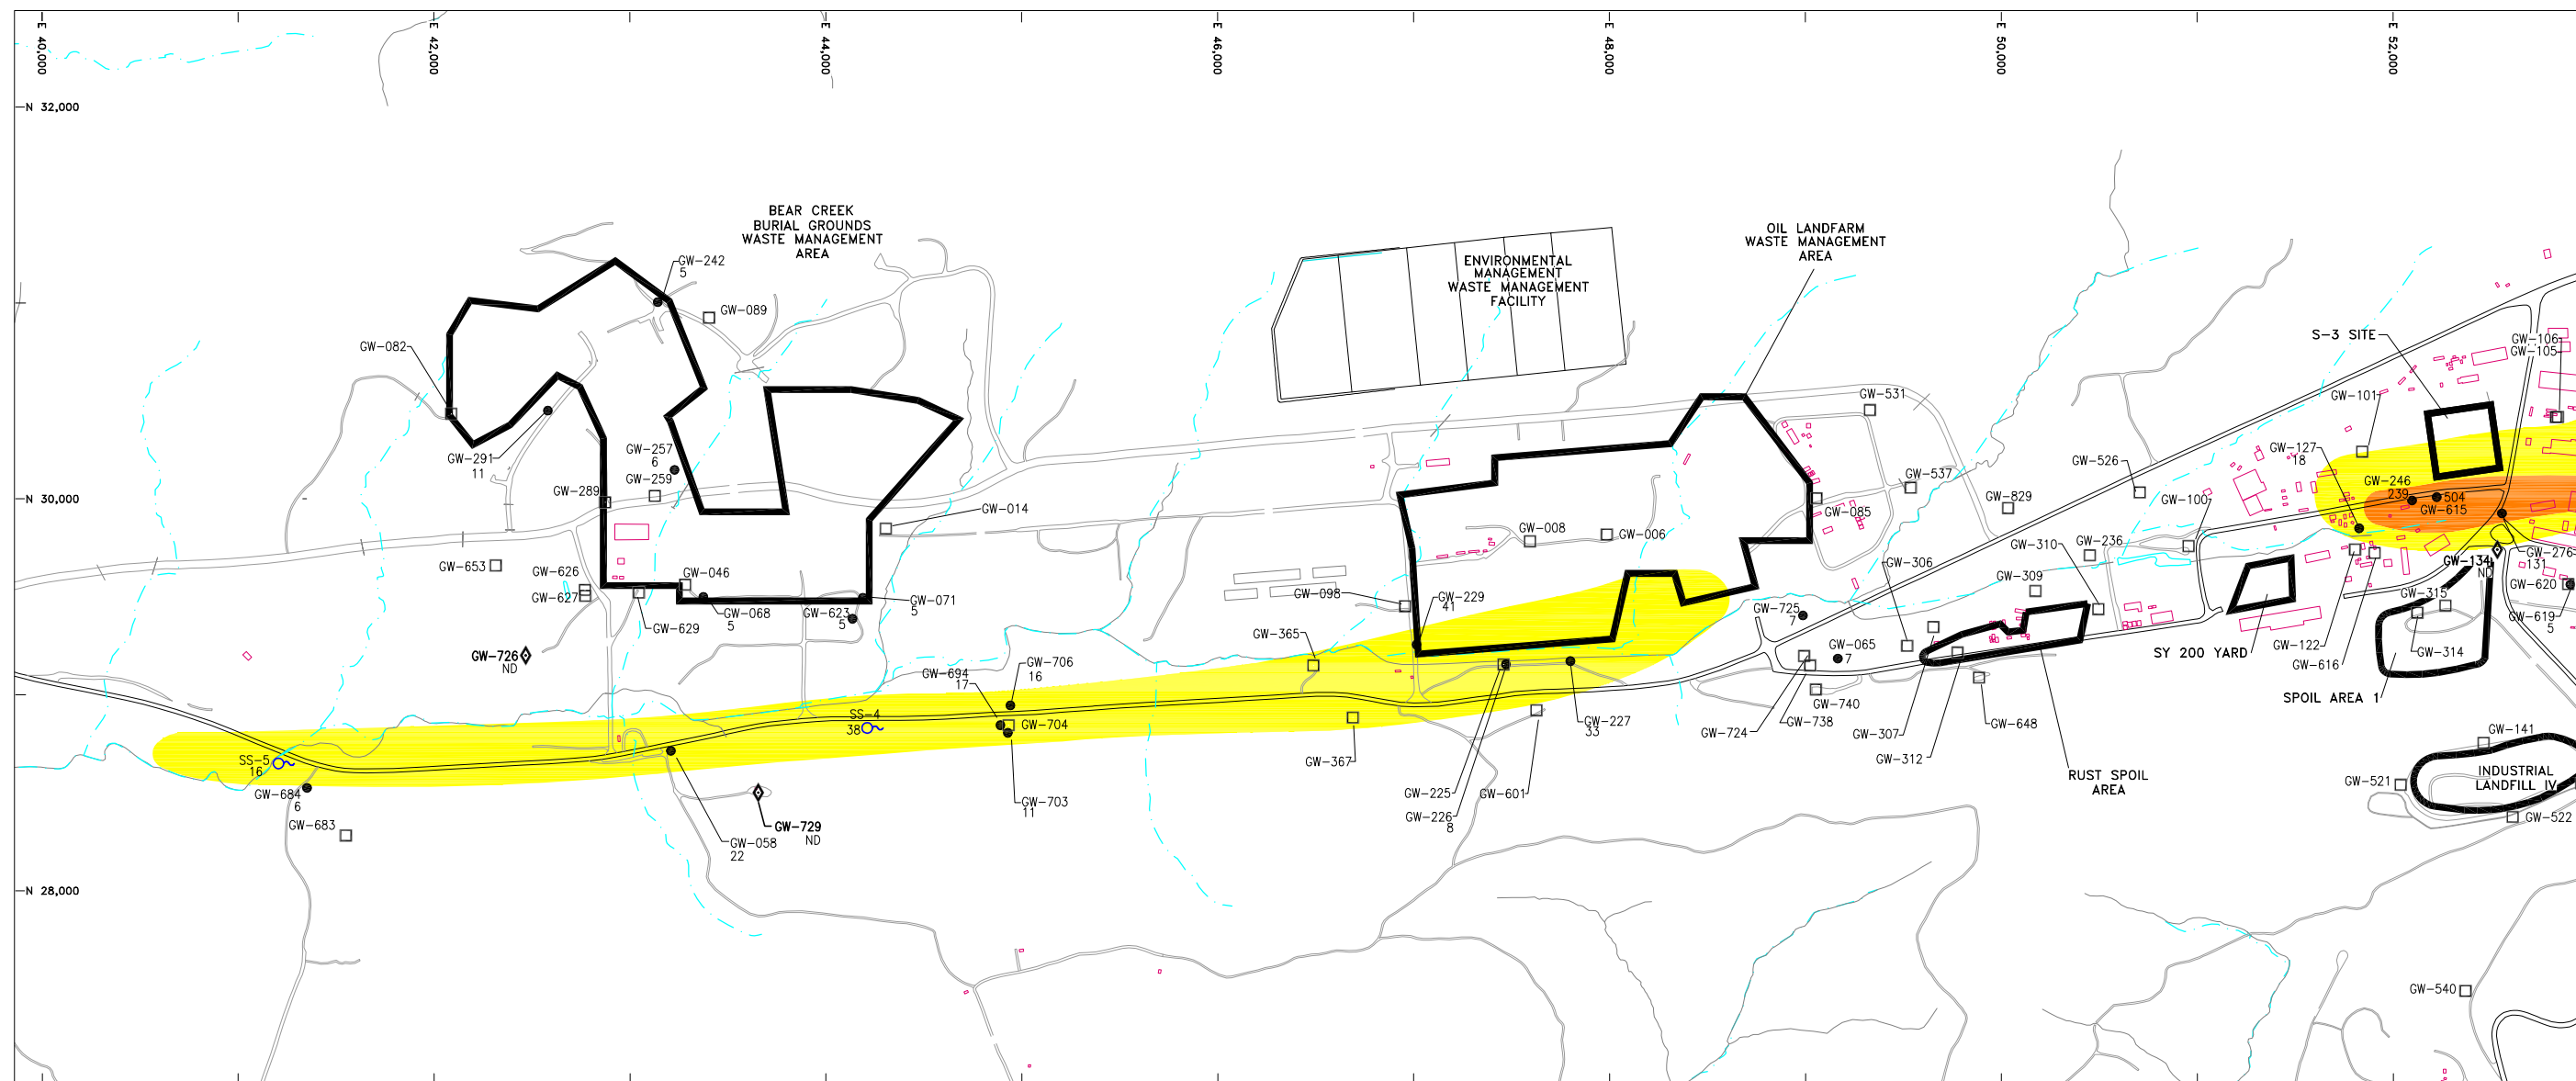 E 40,000
E 42,000
E 44,000
E 46,000
E 48,000
E 50,000
E 52,000
N 32,000
BEAR CREEK
BURIAL GROUNDS
WASTE MANAGEMENT
AREA
OIL LANDFARM
WASTE MANAGEMENT
AREA
ENVIRONMENTAL
MANAGEMENT
WASTE MANAGEMENT
FACILITY
GW-242
5
GW-089
GW-082
S-3 SITE
GW-106
GW-105
GW-101
GW-531
GW-291
11
GW-257
6
GW-259
GW-289
GW-127
18
GW-526
GW-537
GW-246
239
504
GW-615
N 30,000
GW-014
GW-100
GW-829
GW-085
GW-008
GW-006
GW-310
GW-236
GW-276
131
GW-134
ND
GW-653
GW-626
GW-627
GW-046
GW-306
GW-309
GW-315
GW-620
GW-098
GW-229
41
GW-071
5
GW-068
5
GW-623
5
GW-725
7
GW-619
5
GW-629
GW-365
GW-065
7
GW-122
GW-616
SY 200 YARD
GW-314
GW-726
ND
GW-706
16
GW-694
17
SPOIL AREA 1
SS-4
38
GW-704
GW-740
GW-738
GW-724
GW-227
33
GW-307
GW-648
GW-141
GW-312
SS-5
16
GW-367
RUST SPOIL
AREA
INDUSTRIAL
LANDFILL IV
GW-521
GW-684
6
GW-225
GW-601
GW-703
11
GW-226
8
GW-522
GW-683
GW-729
ND
GW-058
22
N 28,000
GW-540